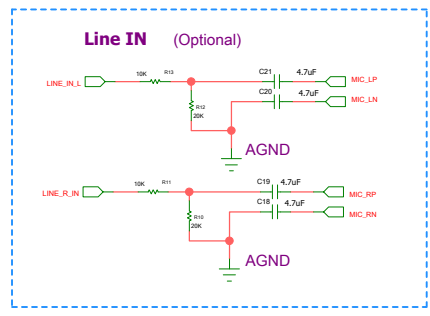 Line IN (Optional)
10K R13 C21 4.7uF
LINE_IN_L MIC_LP
C20 4.7uF
MIC_LN
R12
20K
AGND
10K R11 C19 4.7uF
LINE_R_IN MIC_RP
C18 4.7uF
MIC_RN
R10
20K
AGND